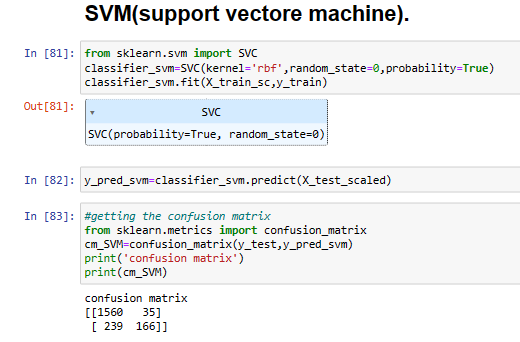 SVM(support vectore machine).
In [81]: from sklearn.svm import SVC
classifier_svm=SVC(kernel='rbf',random_state=0,probability=True)
classifier_svm.fit(X_train_sc,y_train)
Out[81]: ▾ SVC
SVC(probability=True, random_state=0)
In [82]: y_pred_svm=classifier_svm.predict(X_test_scaled)
In [83]: #getting the confusion matrix
from sklearn.metrics import confusion_matrix
cm_SVM=confusion_matrix(y_test,y_pred_svm)
print('confusion matrix')
print(cm_SVM)
confusion matrix
[[1560 35]
[ 239 166]]